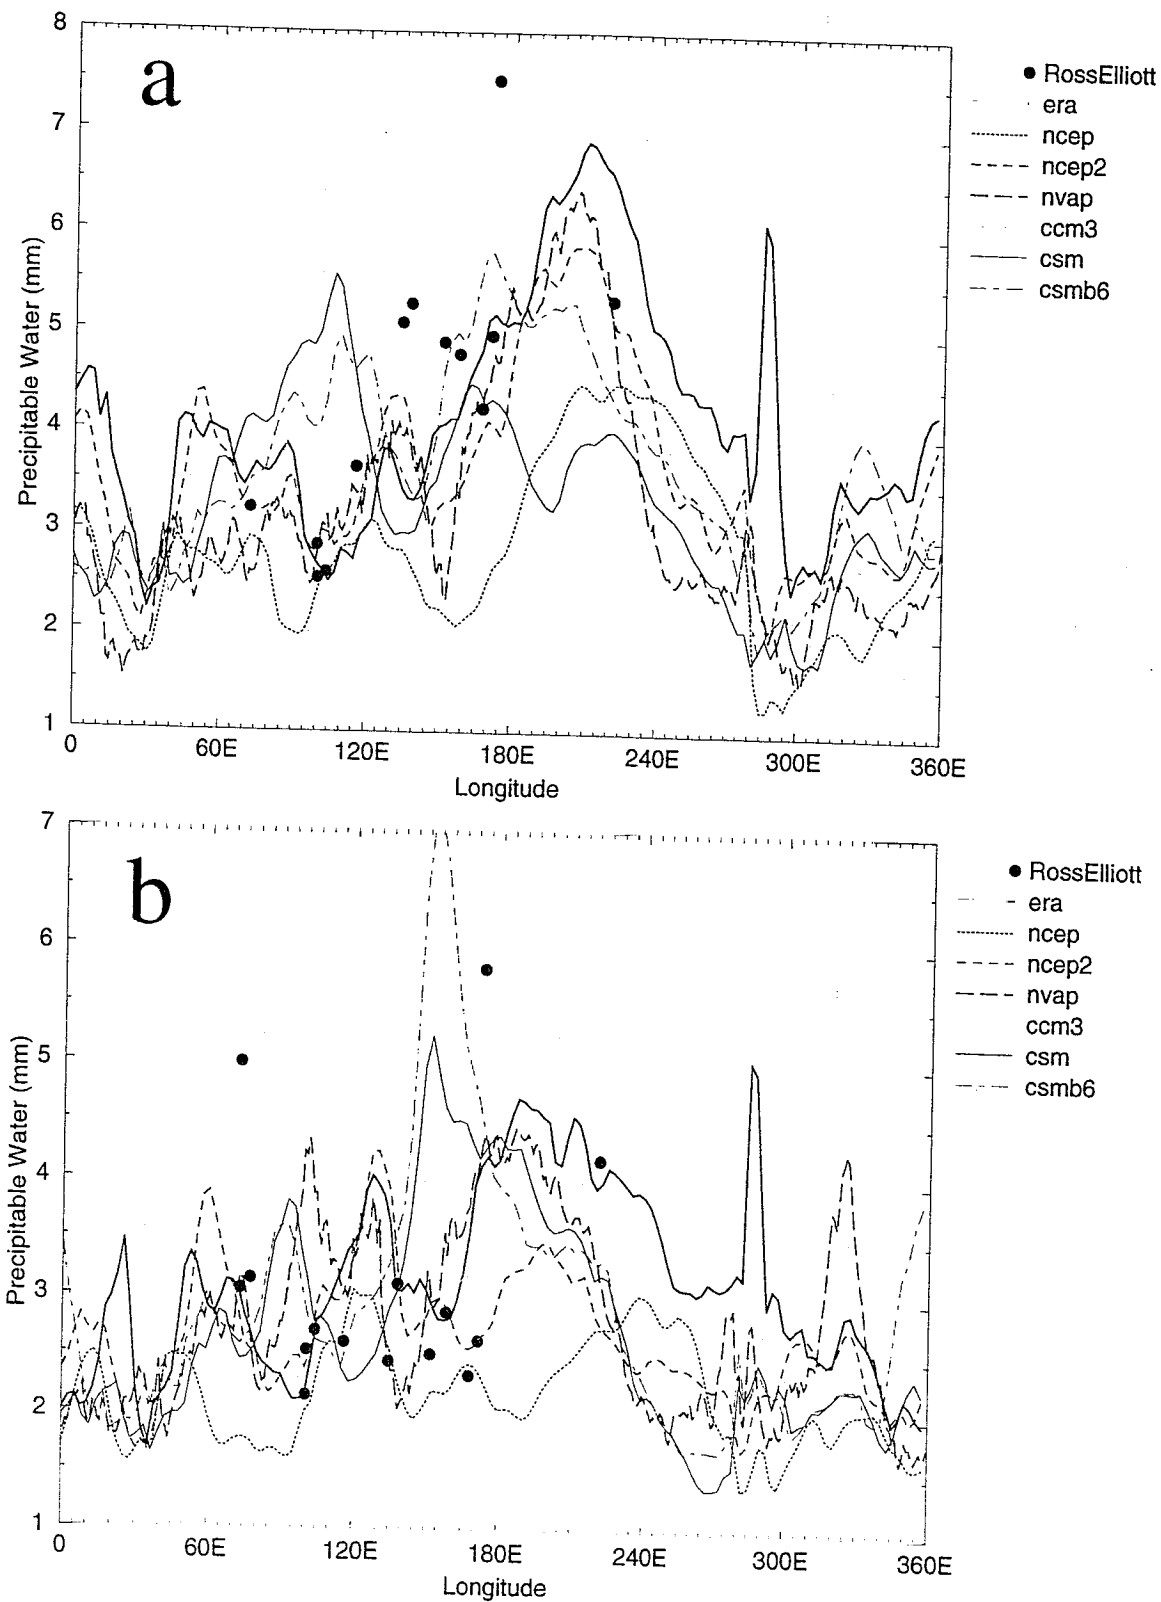 8
7
6
5
4
3
2
1
Precipitable Water (mm)
a
0 60E 120E 180E 240E 300E 360E
Longitude
RossElliott
era
ncep
ncep2
nvap
ccm3
csm
csmb6
7
6
5
4
3
2
1
Precipitable Water (mm)
b
0 60E 120E 180E 240E 300E 360E
Longitude
RossElliott
era
ncep
ncep2
nvap
ccm3
csm
csmb6